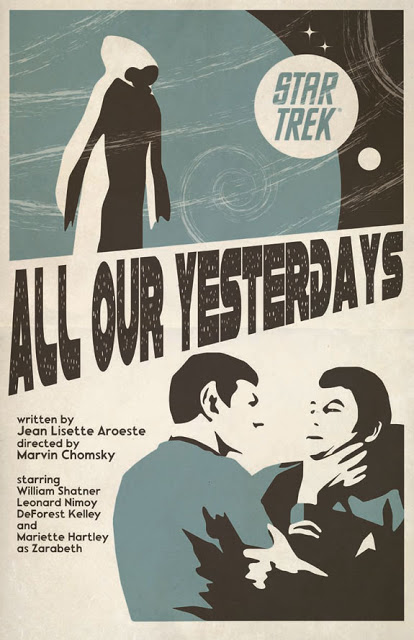 STAR
TREK®
ALL OUR YESTERDAYS
written by
Jean Lisette Aroeste
directed by
Marvin Chomsky
starring
William Shatner
Leonard Nimoy
DeForest Kelley
and
Mariette Hartley
as Zarabeth